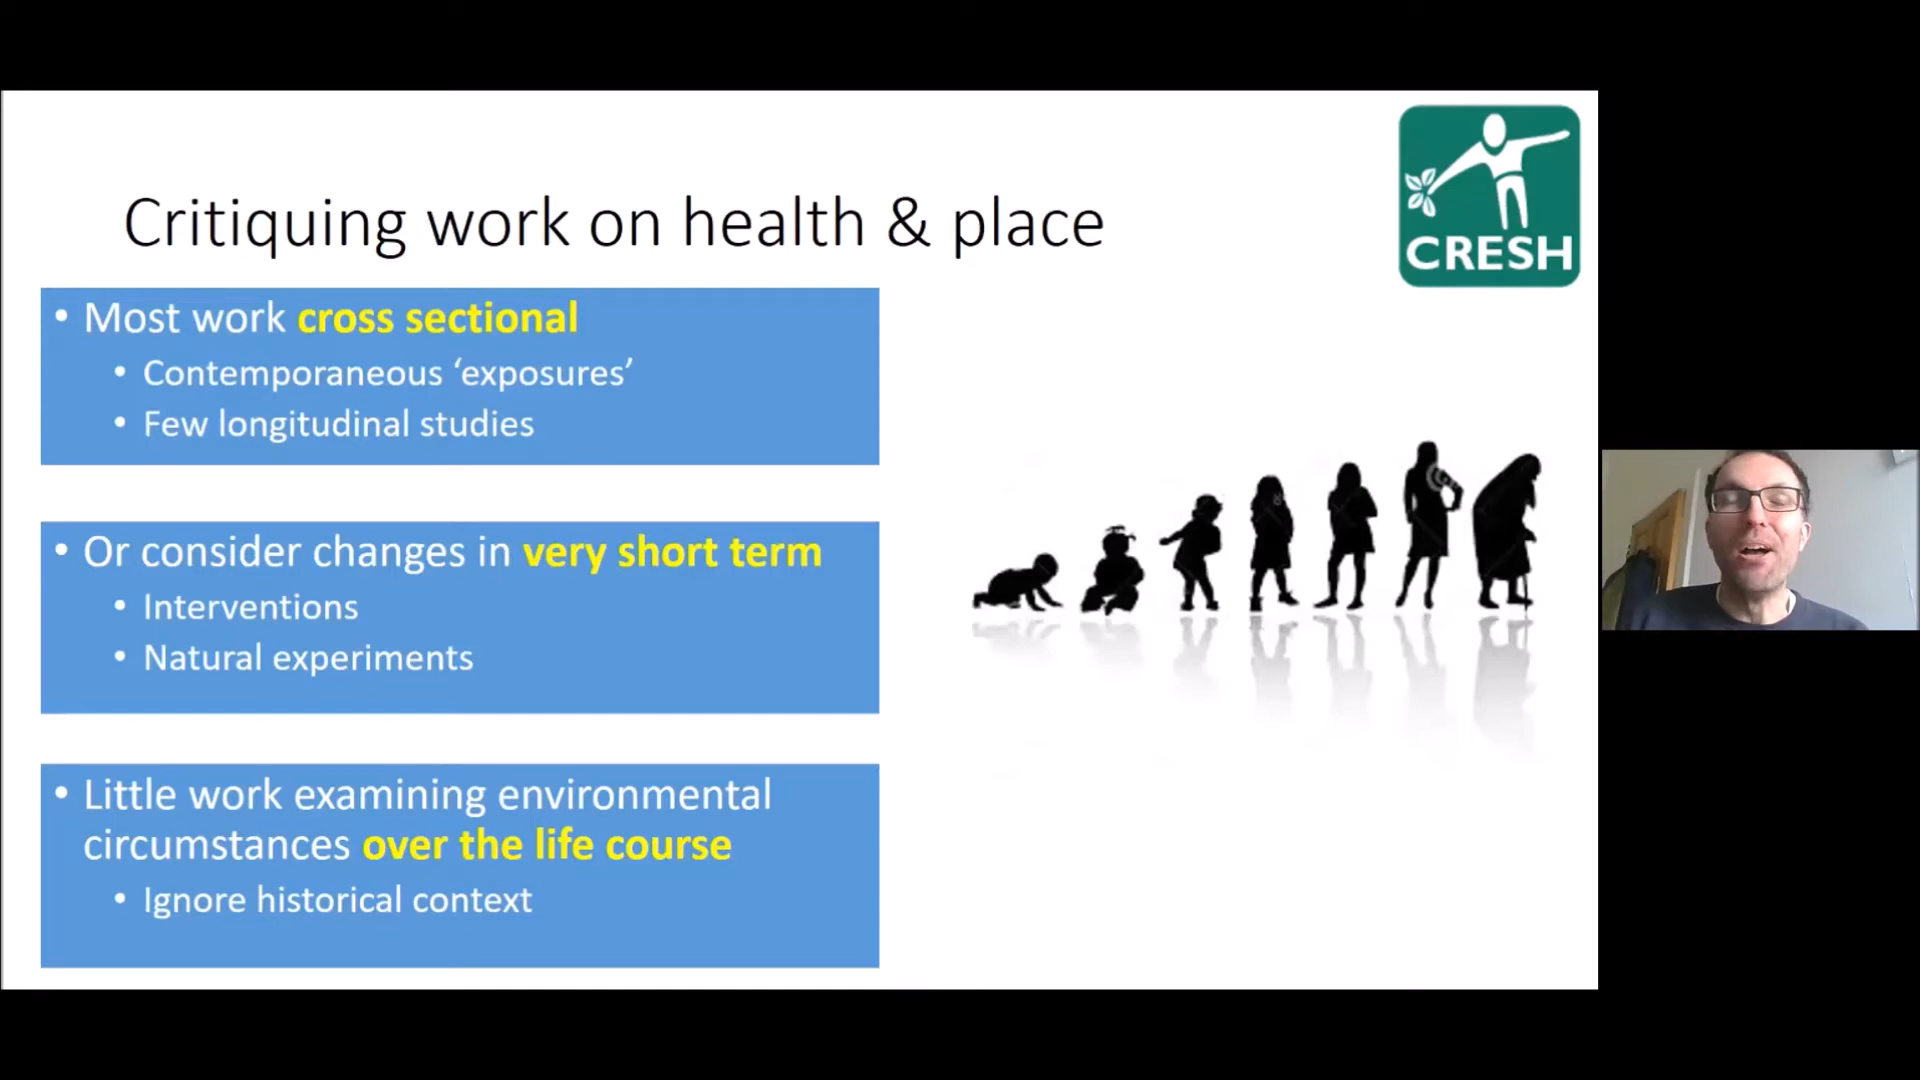 Critiquing work on health & place
CRESH
• Most work cross sectional
• Contemporaneous ‘exposures’
• Few longitudinal studies
• Or consider changes in very short term
• Interventions
• Natural experiments
• Little work examining environmental
circumstances over the life course
• Ignore historical context